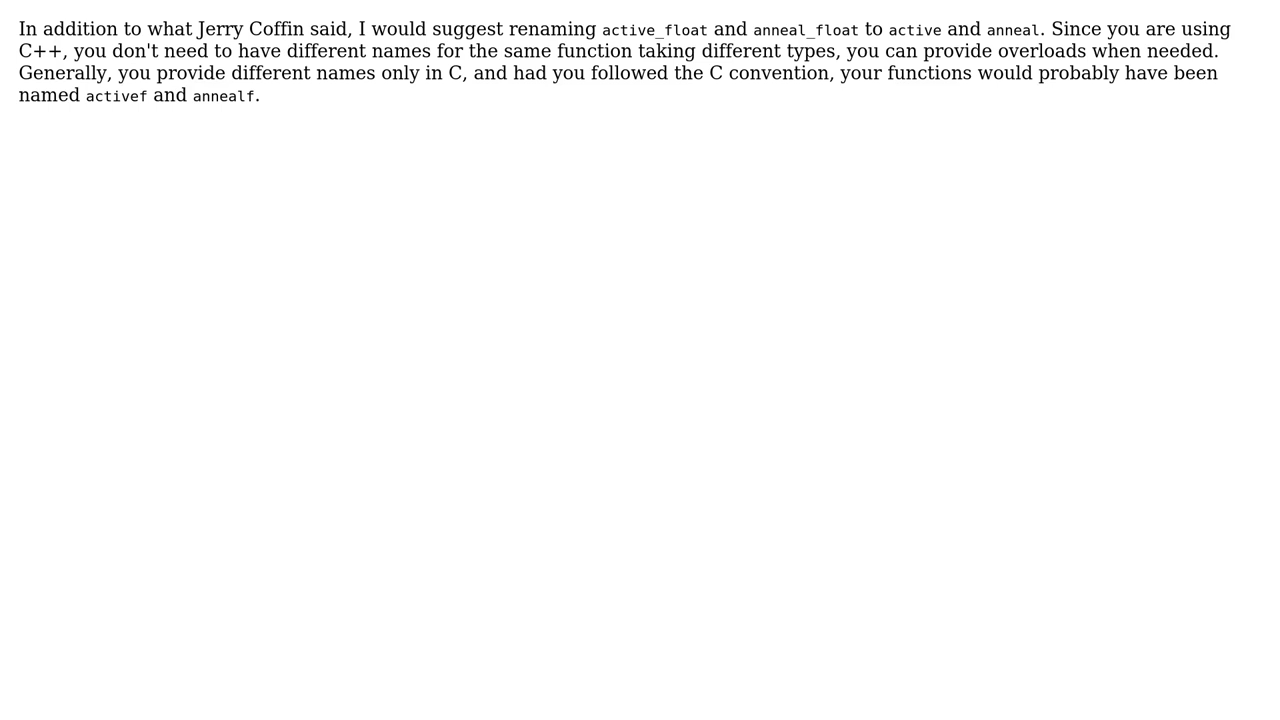 In addition to what Jerry Coffin said, I would suggest renaming active_float and anneal_float to active and anneal. Since you are using
C++, you don't need to have different names for the same function taking different types, you can provide overloads when needed.
Generally, you provide different names only in C, and had you followed the C convention, your functions would probably have been
named activef and annealf.